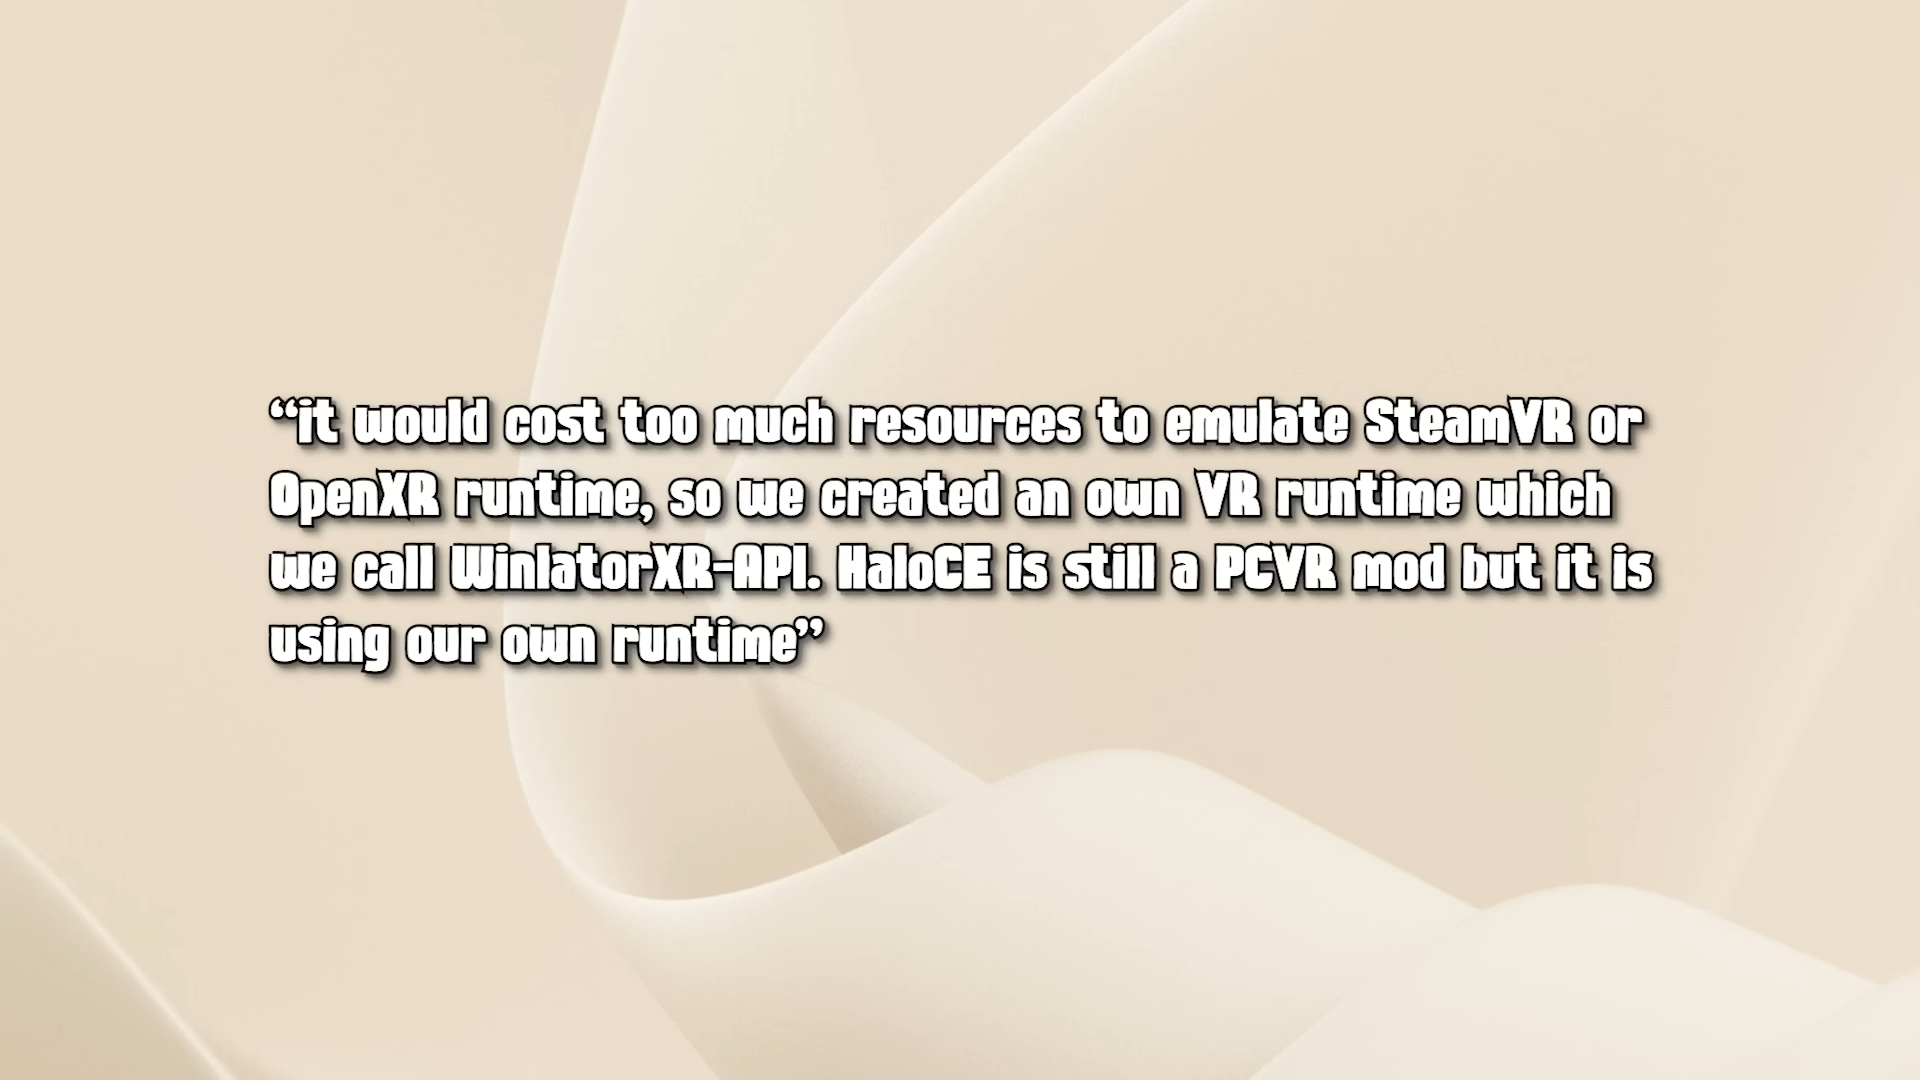 “it would cost too much resources to emulate SteamVR or
OpenXR runtime, so we created an own VR runtime which
we call WinlatorXR-API. HaloCE is still a PCVR mod but it is
using our own runtime”